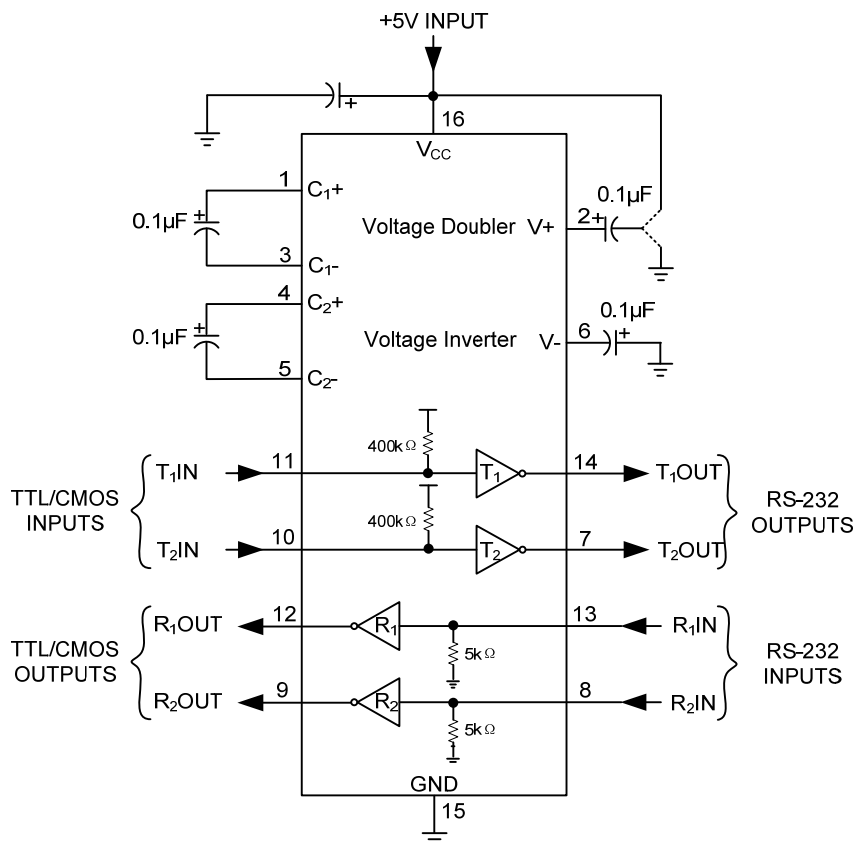 +5V INPUT
16
VCC
1
C1+
0.1µF
+
3
C1-
4
C2+
0.1µF
+
5
C2-
Voltage Doubler
V+
2
+
0.1µF
Voltage Inverter
V-
6
0.1µF
+
+
TTL/CMOS
INPUTS
T1IN
11
400kΩ
T1
14
T1OUT
T2IN
10
400kΩ
T2
7
T2OUT
RS-232
OUTPUTS
TTL/CMOS
OUTPUTS
R1OUT
12
R1
5kΩ
13
R1IN
R2OUT
9
R2
5kΩ
8
R2IN
RS-232
INPUTS
GND
15